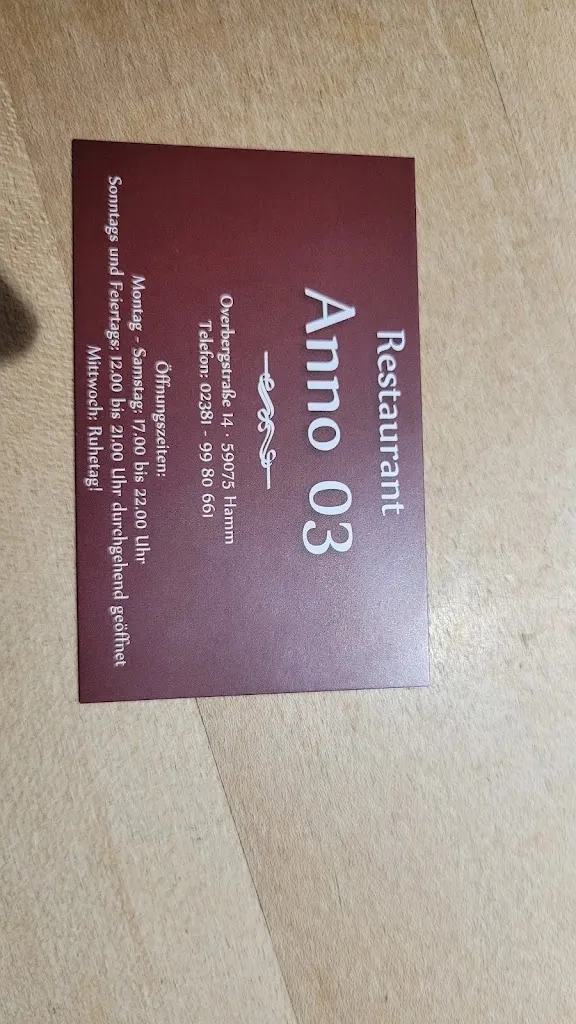 Restaurant
Anno 03
Overbergstraße 14 · 59075 Hamm
Telefon: 02381 - 99 80 661
Öffnungszeiten:
Montag - Samstag: 17.00 bis 22.00 Uhr
Sonntags und Feiertags: 12.00 bis 21.00 Uhr durchgehend geöffnet
Mittwoch: Ruhetag!